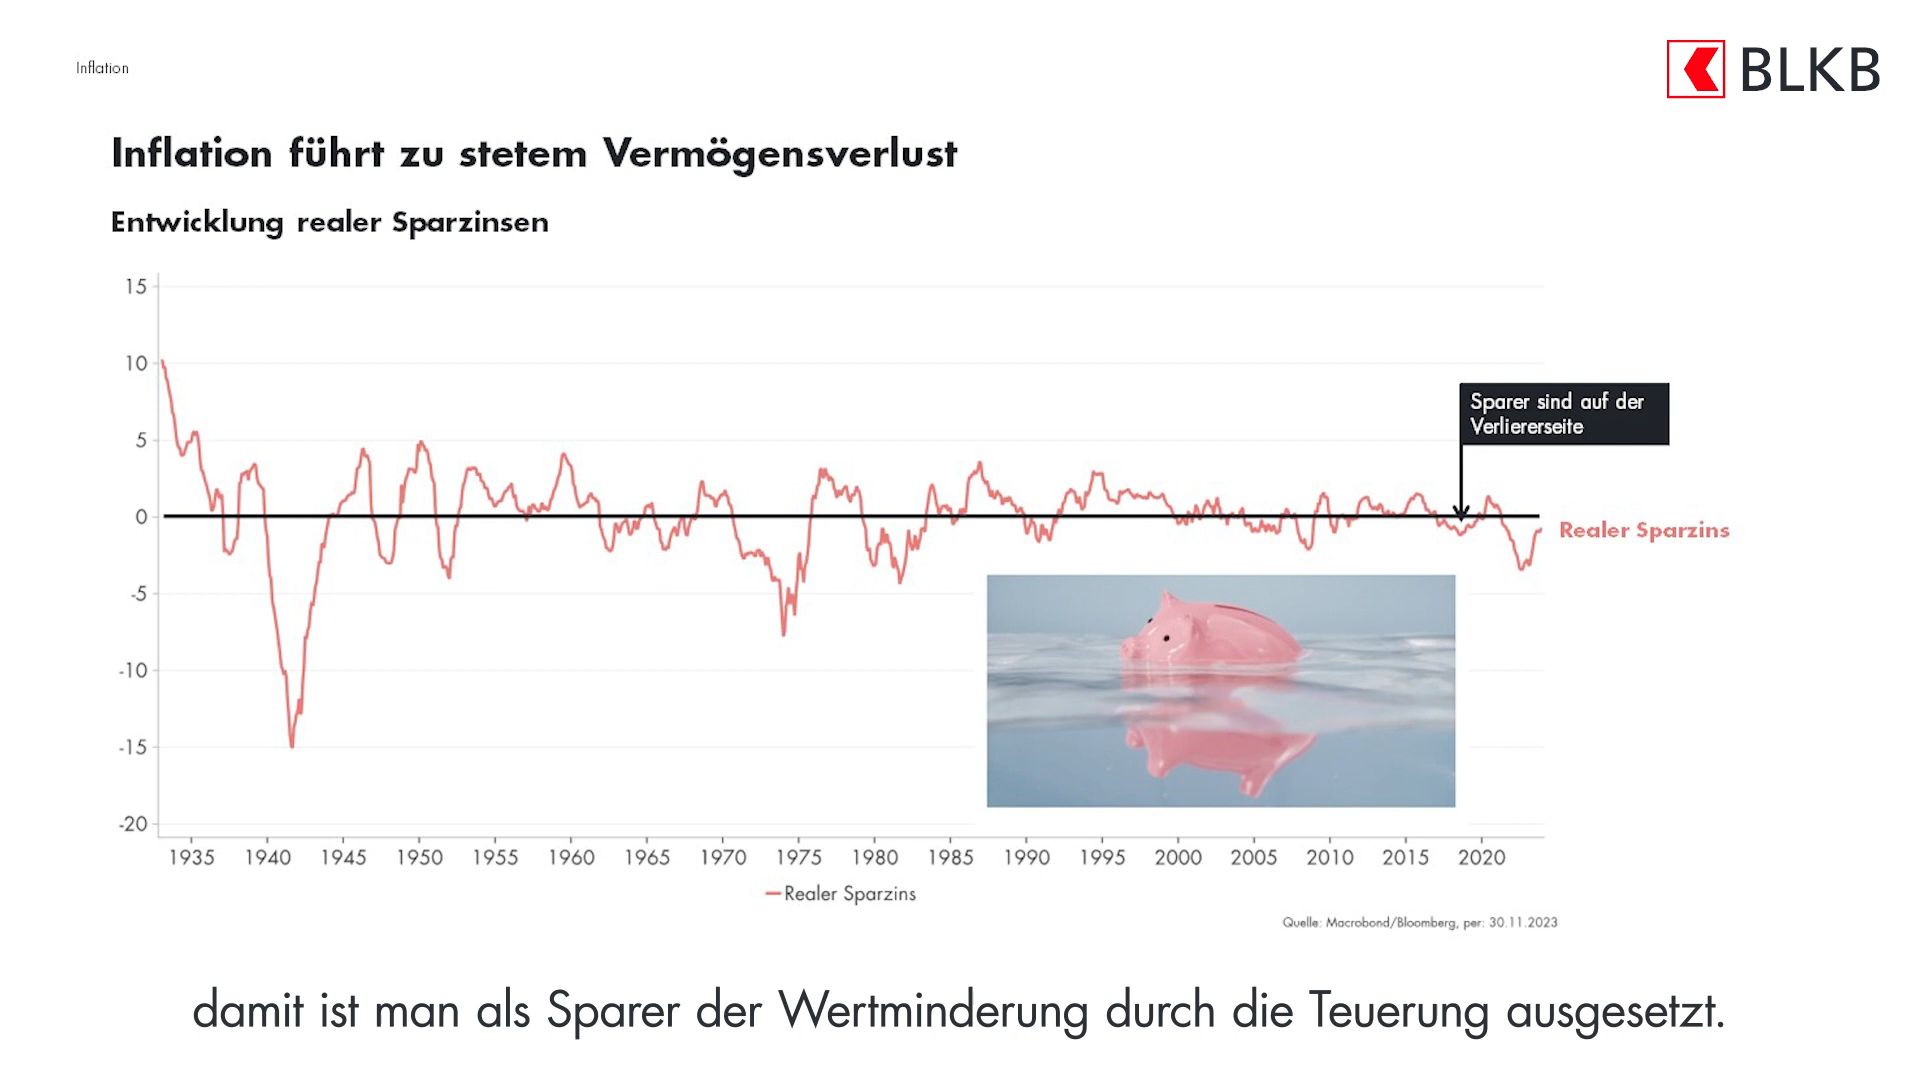 Inflation
BLKB
Inflation führt zu stetem Vermögensverlust
Entwicklung realer Sparzinsen
15
10
5
0
-5
-10
-15
-20
Sparer sind auf der
Verliererseite
Realer Sparzins
1935 1940 1945 1950 1955 1960 1965 1970 1975 1980 1985 1990 1995 2000 2005 2010 2015 2020
Realer Sparzins
Quelle: Macrobond/Bloomberg, per: 30.11.2023
damit ist man als Sparer der Wertminderung durch die Teuerung ausgesetzt.